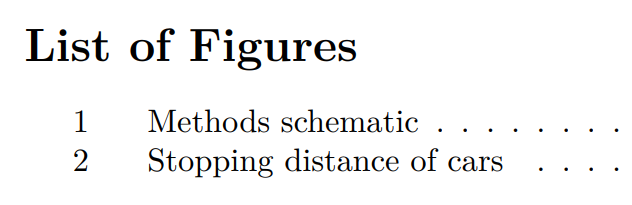 List of Figures
1 Methods schematic . . . . . . . .
2 Stopping distance of cars . . . .